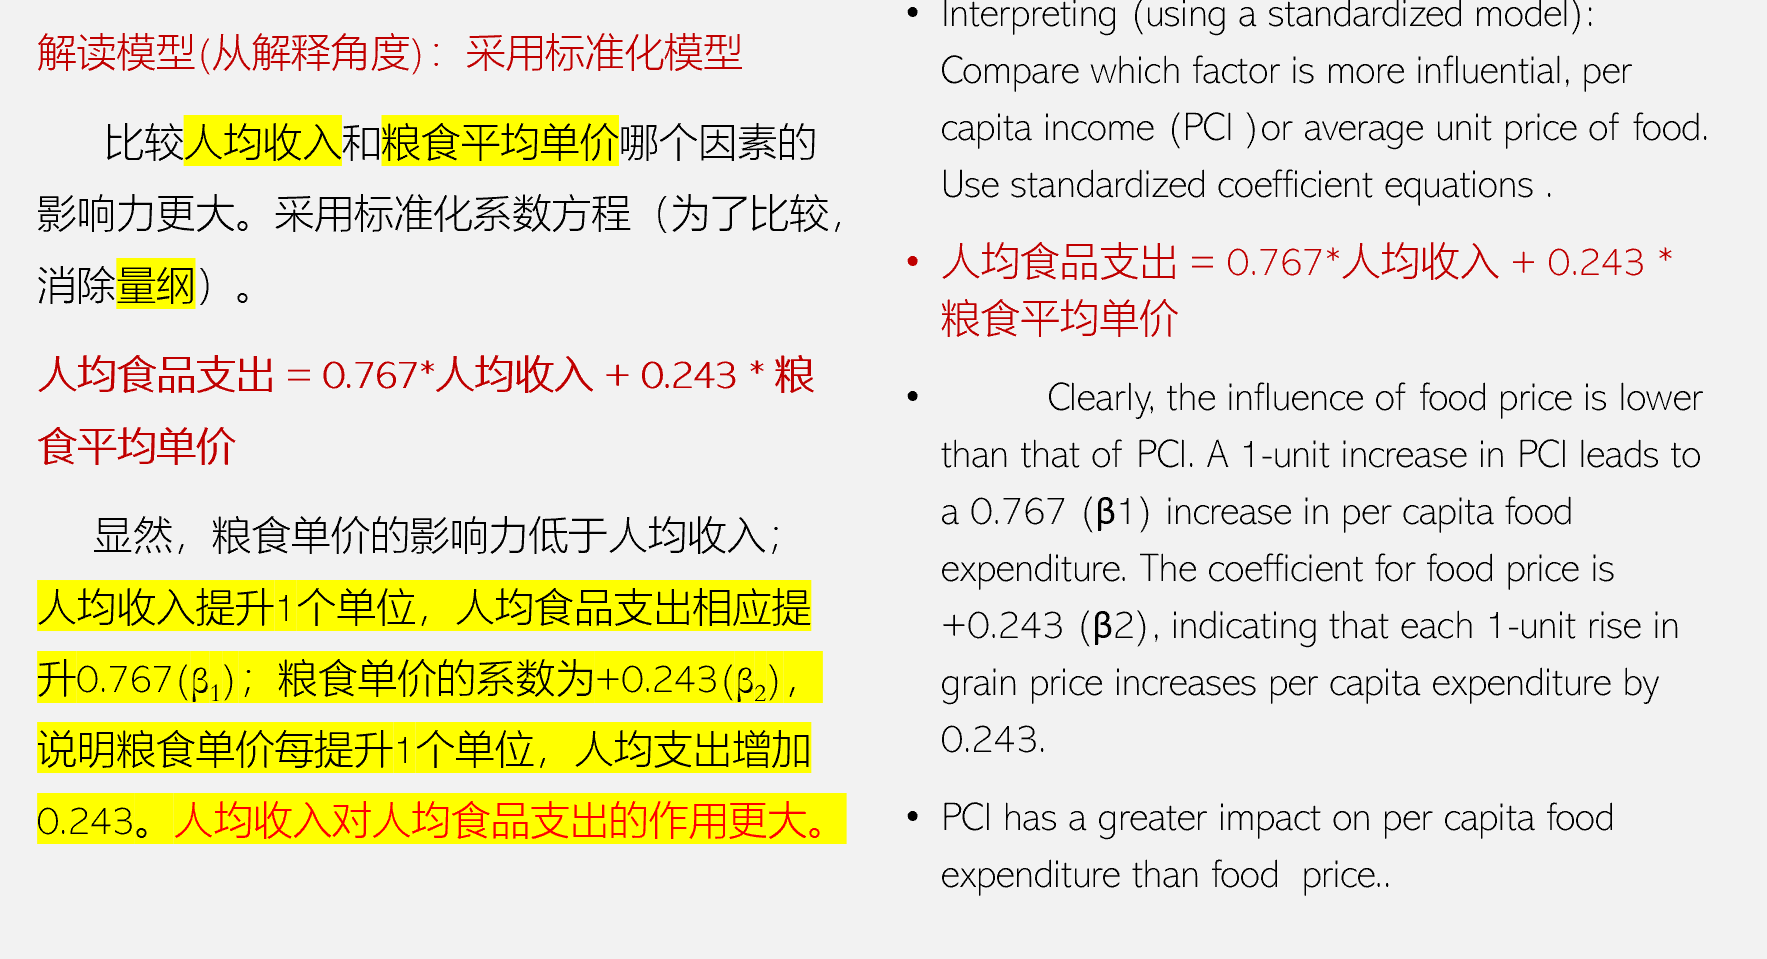 解读模型(从解释角度)：采用标准化模型
比较人均收入和粮食平均单价哪个因素的
影响力更大。采用标准化系数方程（为了比较，
消除量纲）。
人均食品支出 = 0.767*人均收入 + 0.243 * 粮
食平均单价
显然，粮食单价的影响力低于人均收入；
人均收入提升1个单位，人均食品支出相应提
升0.767(β₁)；粮食单价的系数为+0.243(β₂)，
说明粮食单价每提升1个单位，人均支出增加
0.243。人均收入对人均食品支出的作用更大。
• Interpreting (using a standardized model):
Compare which factor is more influential, per
capita income (PCI )or average unit price of food.
Use standardized coefficient equations .
• 人均食品支出 = 0.767*人均收入 + 0.243 *
粮食平均单价
• Clearly, the influence of food price is lower
than that of PCI. A 1-unit increase in PCI leads to
a 0.767 (β1) increase in per capita food
expenditure. The coefficient for food price is
+0.243 (β2), indicating that each 1-unit rise in
grain price increases per capita expenditure by
0.243.
• PCI has a greater impact on per capita food
expenditure than food price..